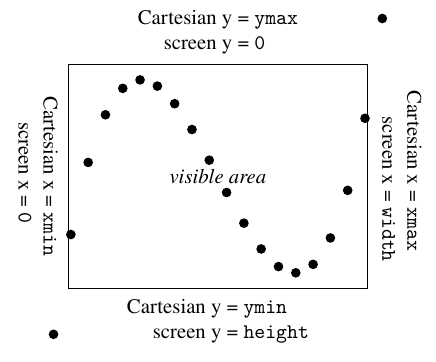 Cartesian y = ymax
screen y = 0
Cartesian x = xmin
screen x = 0
visible area
Cartesian x = xmax
screen x = width
Cartesian y = ymin
screen y = height